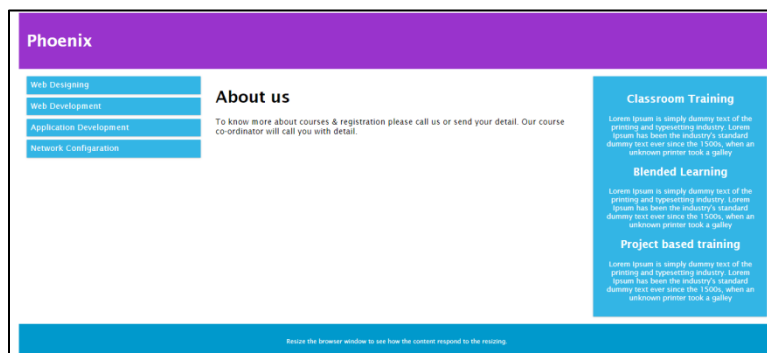 Phoenix
Web Designing
Web Development
Application Development
Network Configaration
About us
To know more about courses & registration please call us or send your detail. Our course
co-ordinator will call you with detail.
Classroom Training
Lorem Ipsum is simply dummy text of the
printing and typesetting industry. Lorem
Ipsum has been the industry's standard
dummy text ever since the 1500s, when an
unknown printer took a galley
Blended Learning
Lorem Ipsum is simply dummy text of the
printing and typesetting industry. Lorem
Ipsum has been the industry's standard
dummy text ever since the 1500s, when an
unknown printer took a galley
Project based training
Lorem Ipsum is simply dummy text of the
printing and typesetting industry. Lorem
Ipsum has been the industry's standard
dummy text ever since the 1500s, when an
unknown printer took a galley
Resize the browser window to see how the content respond to the resizing.